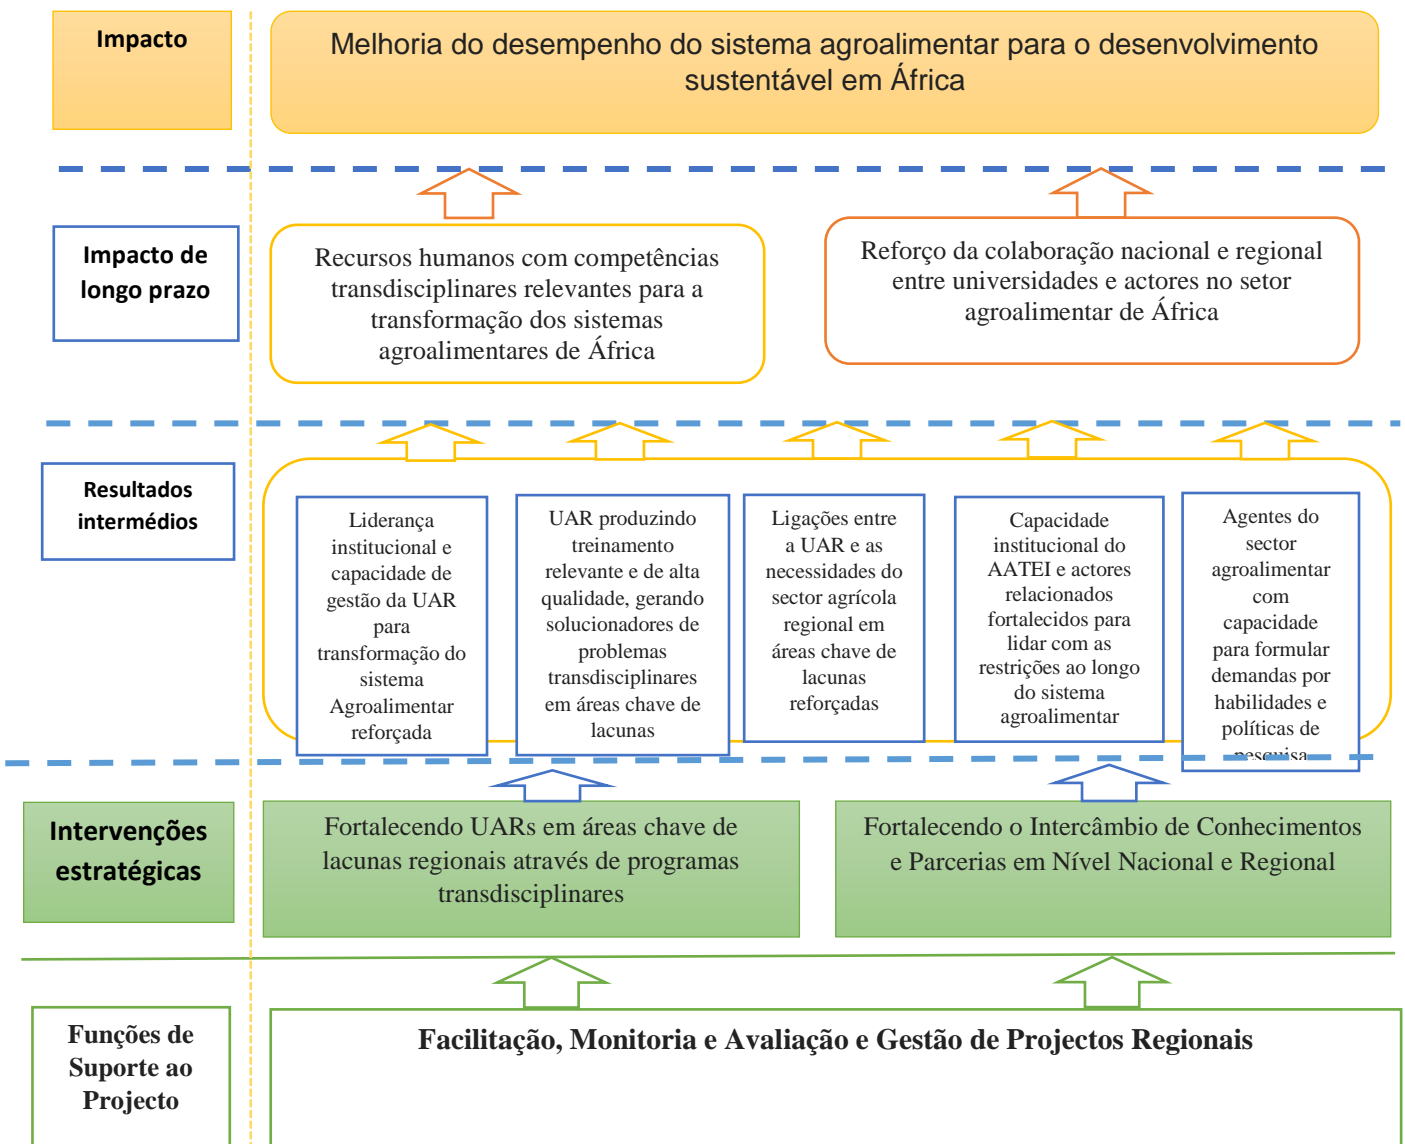 Impacto
Melhoria do desempenho do sistema agroalimentar para o desenvolvimento
sustentável em África
Impacto de
longo prazo
Recursos humanos com competências
transdisciplinares relevantes para a
transformação dos sistemas
agroalimentares de África
Reforço da colaboração nacional e regional
entre universidades e actores no setor
agroalimentar de África
Resultados
intermédios
Liderança
institucional e
capacidade de
gestão da UAR
para
transformação do
sistema
Agroalimentar
reforçada
UAR produzindo
treinamento
relevante e de alta
qualidade, gerando
solucionadores de
problemas
transdisciplinares
em áreas chave de
lacunas
Ligações entre
a UAR e as
necessidades do
sector agrícola
regional em
áreas chave de
lacunas
reforçadas
Capacidade
institucional do
AATEI e actores
relacionados
fortalecidos para
lidar com as
restrições ao longo
do sistema
agroalimentar
Agentes do
sector
agroalimentar
com
capacidade
para formular
demandas por
habilidades e
políticas de
pesquisa
Intervenções
estratégicas
Fortalecendo UARs em áreas chave de
lacunas regionais através de programas
transdisciplinares
Fortalecendo o Intercâmbio de Conhecimentos
e Parcerias em Nível Nacional e Regional
Funções de
Suporte ao
Projecto
Facilitação, Monitoria e Avaliação e Gestão de Projectos Regionais